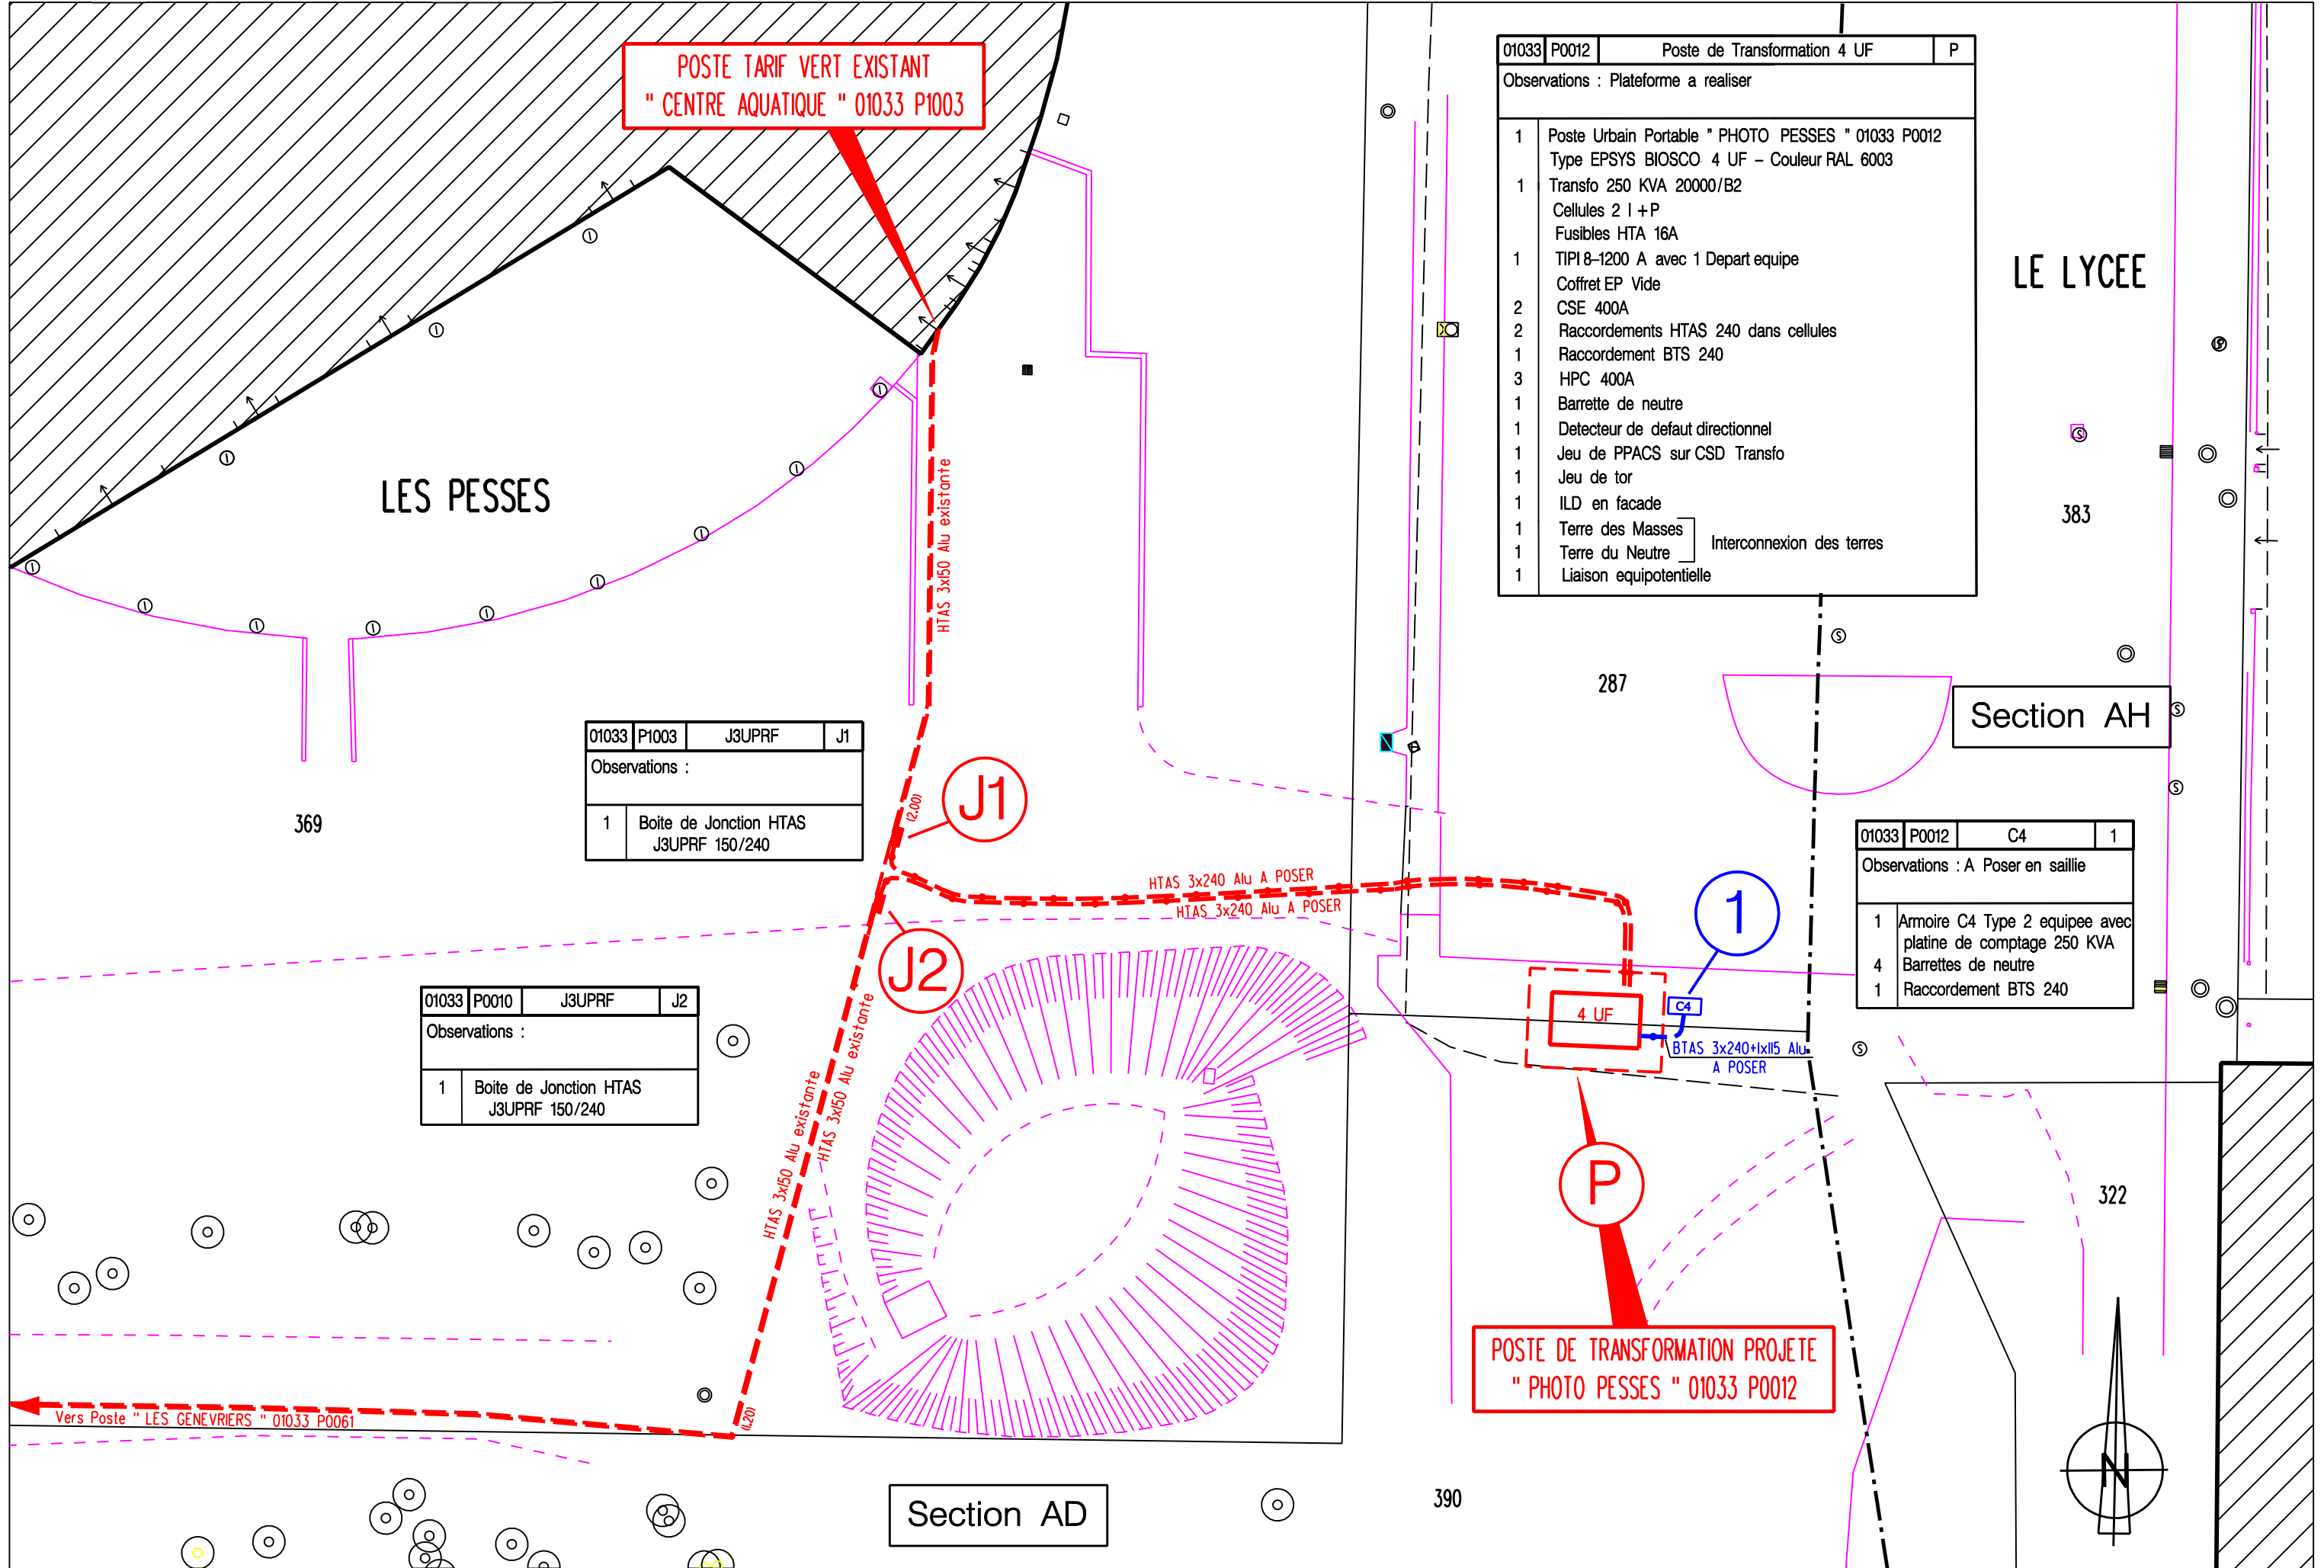 POSTE TARIF VERT EXISTANT
" CENTRE AQUATIQUE " 01033 P1003
01033 P0012 Poste de Transformation 4 UF P
Observations : Plateforme a realiser
1 Poste Urbain Portable " PHOTO PESSES " 01033 P0012
Type EPSYS BIOSCO 4 UF - Couleur RAL 6003
1 Transfo 250 KVA 20000/B2
Cellules 2 I +P
Fusibles HTA 16A
1 TIPI 8-1200 A avec 1 Depart equipe
Coffret EP Vide
2 CSE 400A
2 Raccordements HTAS 240 dans cellules
1 Raccordement BTS 240
3 HPC 400A
1 Barrette de neutre
1 Detecteur de defaut directionnel
1 Jeu de PPACS sur CSD Transfo
1 Jeu de tor
1 ILD en facade
1 Terre des Masses
1 Terre du Neutre
Interconnexion des terres
1 Liaison equipotentielle
LE LYCEE
LES PESSES
HTAS 3x150 Alu existante
383
287
Section AH
01033 P1003 J3UPRF J1
Observations :
1 Boite de Jonction HTAS
J3UPRF 150/240
J1
(2.00)
369
HTAS 3x240 Alu A POSER
HTAS 3x240 Alu A POSER
J2
1
01033 P0012 C4 1
Observations : A Poser en saillie
1 Armoire C4 Type 2 equipee avec
platine de comptage 250 KVA
4 Barrettes de neutre
1 Raccordement BTS 240
01033 P0010 J3UPRF J2
Observations :
1 Boite de Jonction HTAS
J3UPRF 150/240
4 UF
C4
BTAS 3x240+1x115 Alu
A POSER
HTAS 3x150 Alu existante
HTAS 3x150 Alu existante
P
322
POSTE DE TRANSFORMATION PROJETE
" PHOTO PESSES " 01033 P0012
Vers Poste " LES GENEVRIERS " 01033 P0061
(1.20)
N
390
Section AD